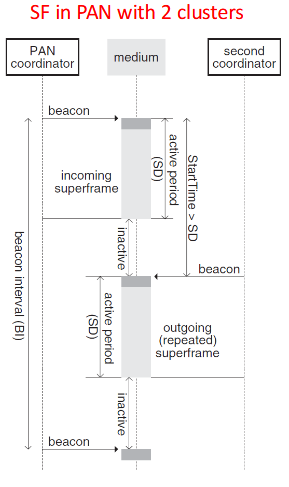 SF in PAN with 2 clusters
PAN
coordinator
medium
second
coordinator
beacon
incoming
superframe
active period
(SD)
StartTime > SD
inactive
beacon interval (BI)
beacon
active period
(SD)
outgoing
(repeated)
superframe
inactive
beacon